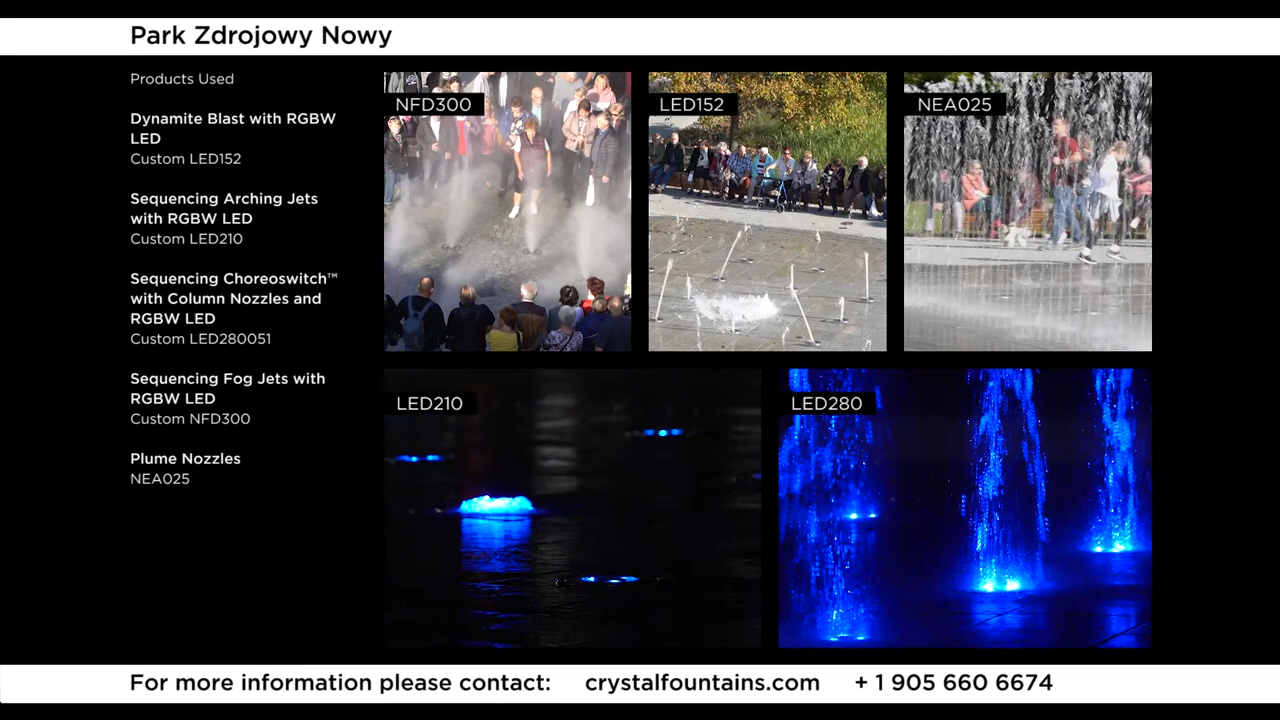 Park Zdrojowy Nowy
Products Used
Dynamite Blast with RGBW
LED
Custom LED152
Sequencing Arching Jets
with RGBW LED
Custom LED210
Sequencing Choreoswitch™
with Column Nozzles and
RGBW LED
Custom LED280051
Sequencing Fog Jets with
RGBW LED
Custom NFD300
Plume Nozzles
NEA025
NFD300
LED152
NEA025
LED210
LED280
For more information please contact: crystalfountains.com + 1 905 660 6674